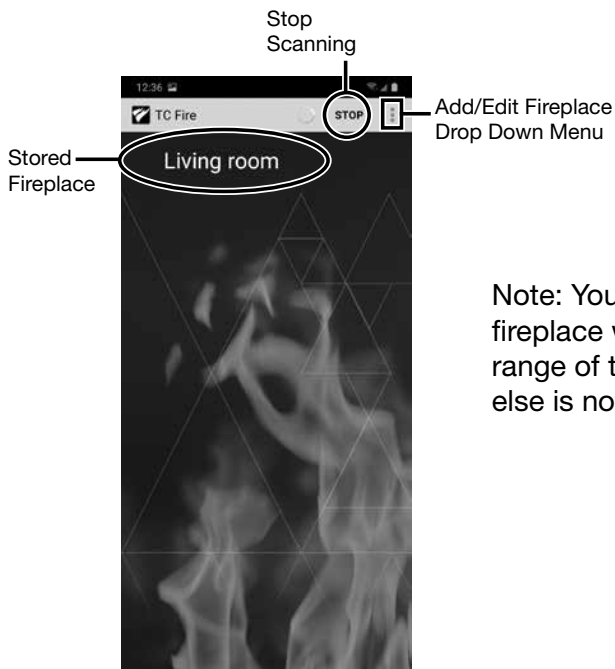 Stop
Scanning
12:36
TC Fire
STOP
Add/Edit Fireplace
Drop Down Menu
Stored
Fireplace
Living room
Note: You
fireplace
range of
else is no